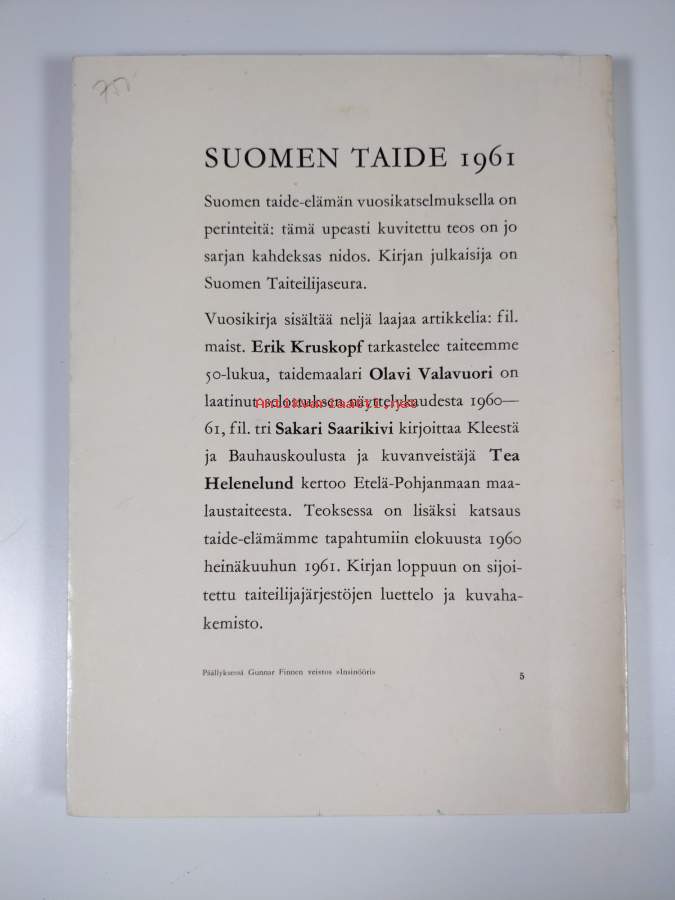 SUOMEN TAIDE 1961
Suomen taide-elämän vuosikatselmuksella on
perinteitä: tämä upeasti kuvitettu teos on jo
sarjan kahdeksas nidos. Kirjan julkaisija on
Suomen Taiteilijaseura.
Vuosikirja sisältää neljä laajaa artikkelia: fil.
maist. Erik Kruskopf tarkastelee taiteemme
50-lukua, taidemaalari Olavi Valavuori on
laatinut selostuksen näyttelykaudesta 1960—
Antikvariaatti.net
61, fil. tri Sakari Saarikivi kirjoittaa Kleestä
ja Bauhauskoulusta ja kuvanveistäjä Tea
Helenelund kertoo Etelä-Pohjanmaan maa-
laustaiteesta. Teoksessa on lisäksi katsaus
taide-elämämme tapahtumiin elokuusta 1960
heinäkuuhun 1961. Kirjan loppuun on sijoi-
tettu taiteilijajärjestöjen luettelo ja kuvaha-
kemisto.
Päällyksessä Gunnar Finnen veistos »Insinööri»
5